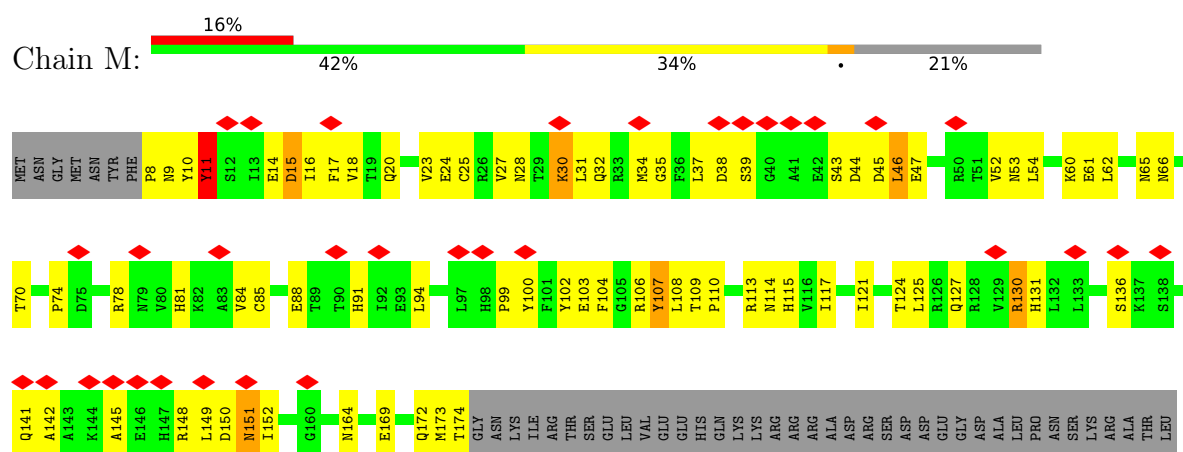 16%
Chain M:
42% 34% • 21%
MET ASN GLY MET ASN TYR PHE P8 N9 Y10 Y11 S12 I13 E14 D15 I16 F17 V18 T19 Q20 V23 E24 C25 R26 V27 N28 T29 K30 L31 Q32 R33 M34 G35 F36 L37 D38 S39 G40 A41 E42 S43 D44 D45 L46 E47 R50 T51 V52 N53 L54 K60 E61 L62 N65 N66
T70 P74 D75 R78 N79 V80 H81 K82 A83 V84 C85 E88 T89 T90 H91 I92 E93 L94 L97 H98 P99 Y100 F101 Y102 E103 F104 G105 R106 Y107 L108 T109 P110 R113 N114 H115 V116 I117 I121 T124 L125 R126 Q127 R128 V129 R130 H131 L132 L133 S136 K137 S138
Q141 A142 A143 K144 A145 E146 H147 R148 L149 D150 N151 I152 G160 N164 E169 Q172 M173 T174 GLY ASN LYS ILE ARG THR SER GLU LEU VAL GLU GLU HIS GLN LYS LYS ARG ARG ARG ALA ASP ARG SER ASP ASP GLU GLY ASP ALA LEU PRO ASN SER LYS ARG ALA THR LEU